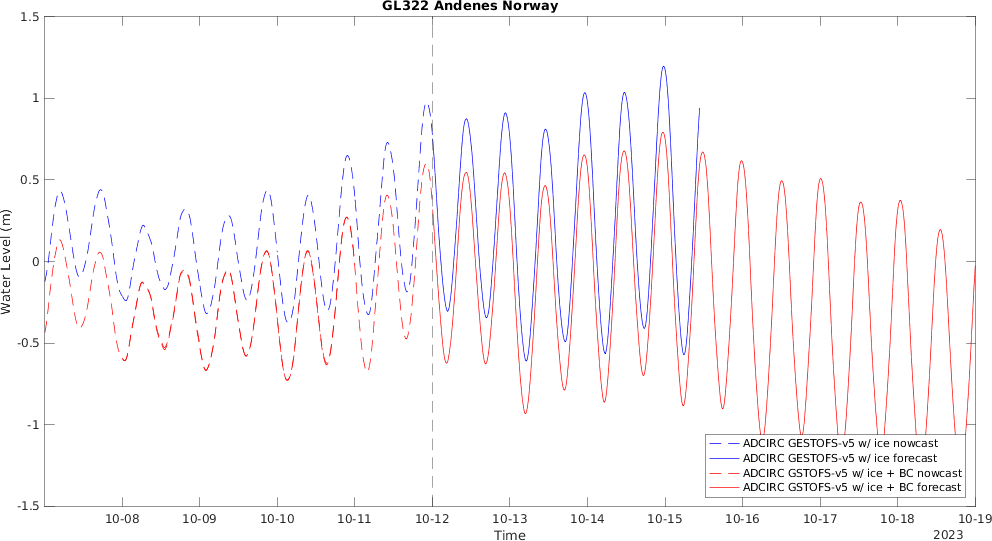 GL322 Andenes Norway
1.5
1
0.5
0
-0.5
-1
-1.5
Water Level (m)
ADCIRC GESTOFS-v5 w/ ice nowcast
ADCIRC GESTOFS-v5 w/ ice forecast
ADCIRC GSTOFS-v5 w/ ice + BC nowcast
ADCIRC GSTOFS-v5 w/ ice + BC forecast
10-08 10-09 10-10 10-11 10-12 10-13 10-14 10-15 10-16 10-17 10-18 10-19
Time
2023